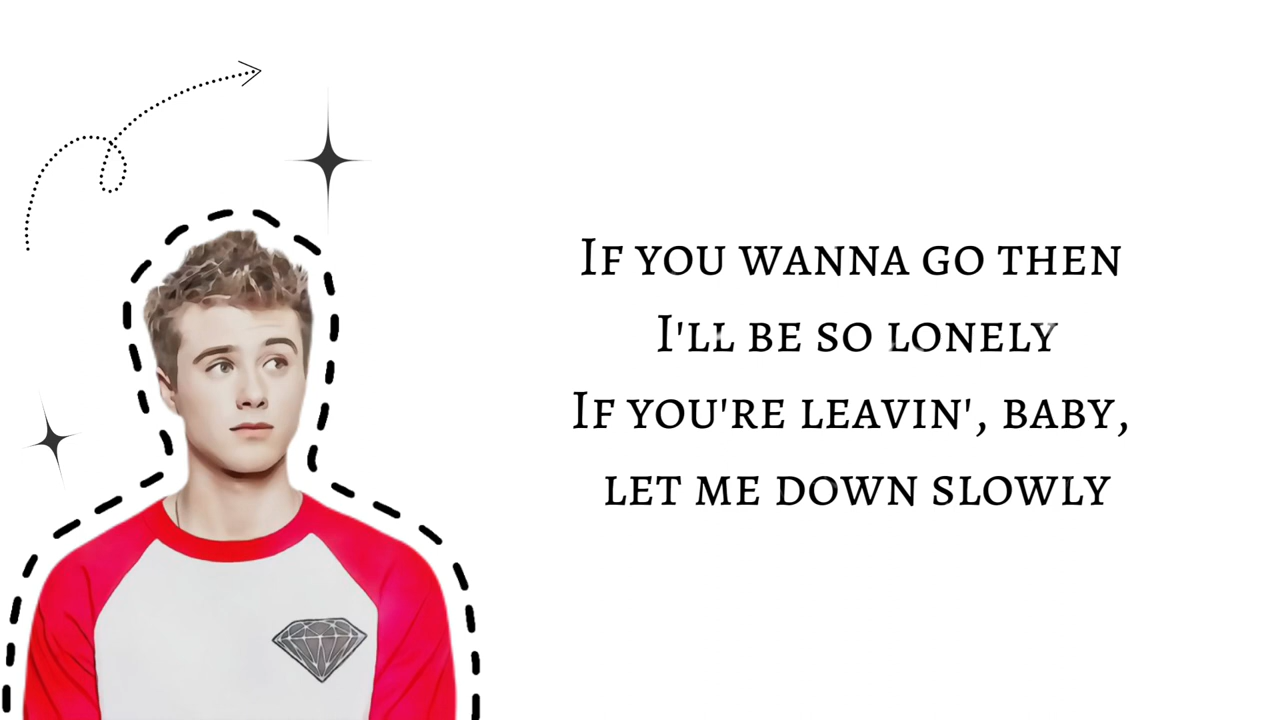 If you wanna go then
I'll be so lonely
If you're leavin', baby,
let me down slowly